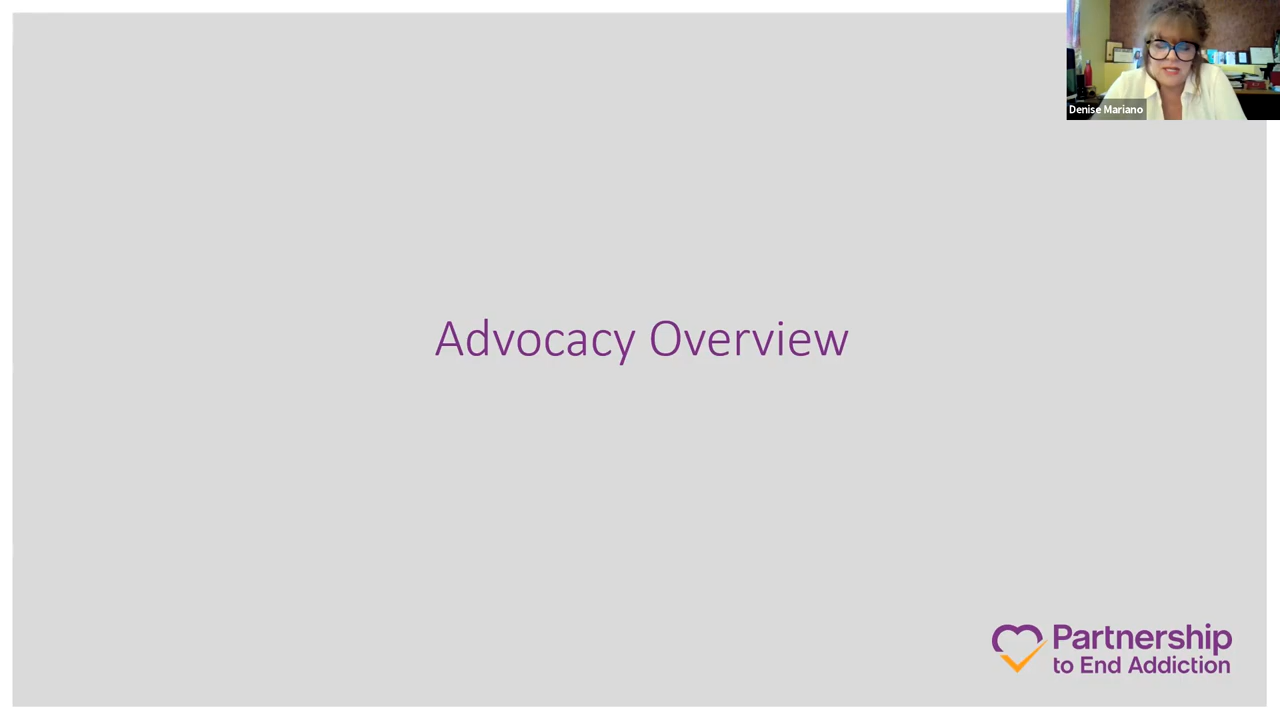 Denise Mariano
Advocacy Overview
Partnership
to End Addiction